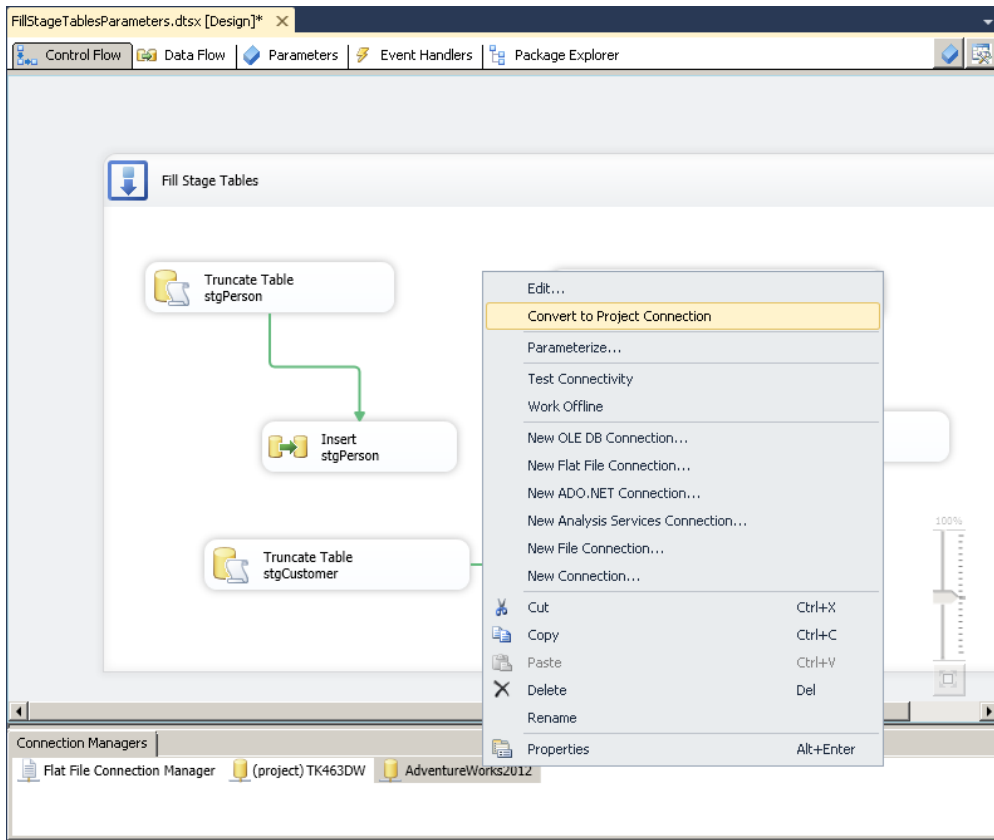 FillStageTablesParameters.dtsx [Design]*
Control Flow Data Flow Parameters Event Handlers Package Explorer
Fill Stage Tables
Truncate Table
stgPerson
Insert
stgPerson
Truncate Table
stgCustomer
Edit...
Convert to Project Connection
Parameterize...
Test Connectivity
Work Offline
New OLE DB Connection...
New Flat File Connection...
New ADO.NET Connection...
New Analysis Services Connection...
New File Connection...
New Connection...
Cut Ctrl+X
Copy Ctrl+C
Paste Ctrl+V
Delete Del
Rename
Properties Alt+Enter
100%
Connection Managers
Flat File Connection Manager (project) TK463DW AdventureWorks2012